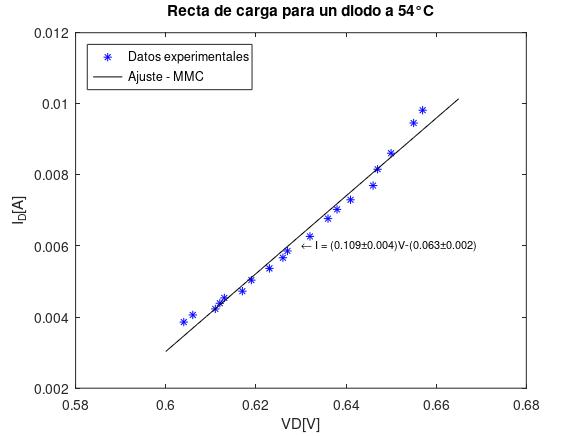 Recta de carga para un diodo a 54°C
0.012
Datos experimentales
Ajuste - MMC
0.01
0.008
I_D[A]
0.006
← I = (0.109±0.004)V-(0.063±0.002)
0.004
0.002
0.58
0.6
0.62
0.64
0.66
0.68
VD[V]